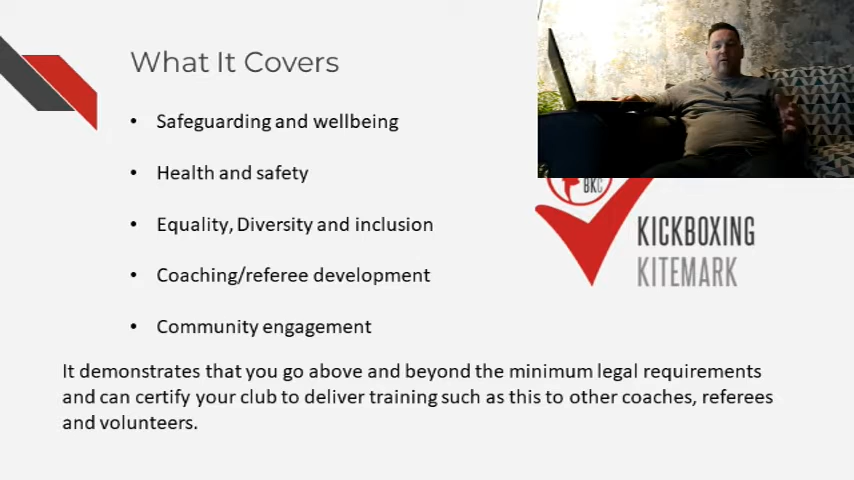 What It Covers
• Safeguarding and wellbeing
• Health and safety
• Equality, Diversity and inclusion
• Coaching/referee development
• Community engagement
BKC
KICKBOXING
KITEMARK
It demonstrates that you go above and beyond the minimum legal requirements
and can certify your club to deliver training such as this to other coaches, referees
and volunteers.